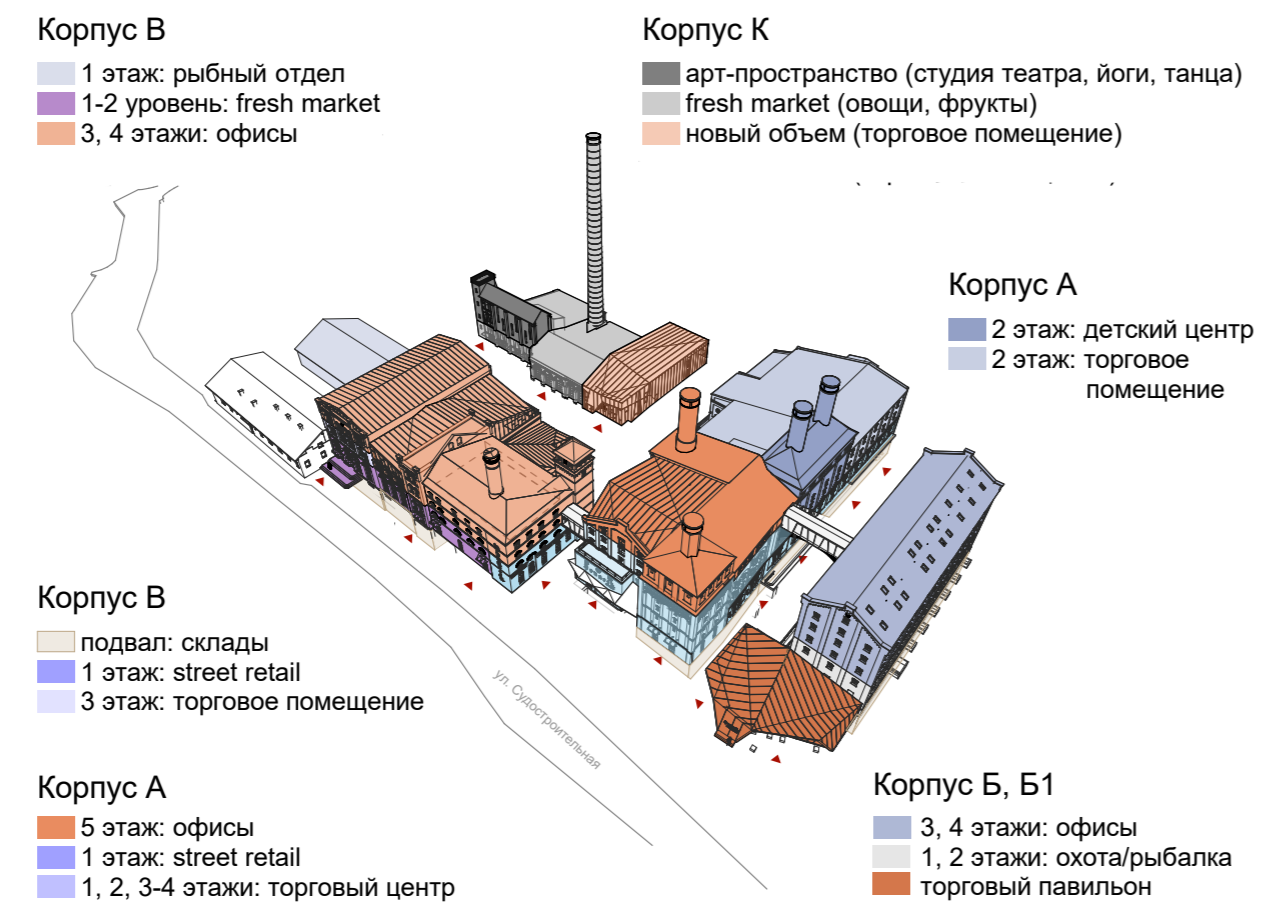 Корпус В
1 этаж: рыбный отдел
1-2 уровень: fresh market
3, 4 этажи: офисы
Корпус К
арт-пространство (студия театра, йоги, танца)
fresh market (овощи, фрукты)
новый объем (торговое помещение)
Корпус А
2 этаж: детский центр
2 этаж: торговое
помещение
Корпус В
подвал: склады
1 этаж: street retail
3 этаж: торговое помещение
ул. Судостроительная
Корпус А
5 этаж: офисы
1 этаж: street retail
1, 2, 3-4 этажи: торговый центр
Корпус Б, Б1
3, 4 этажи: офисы
1, 2 этажи: охота/рыбалка
торговый павильон